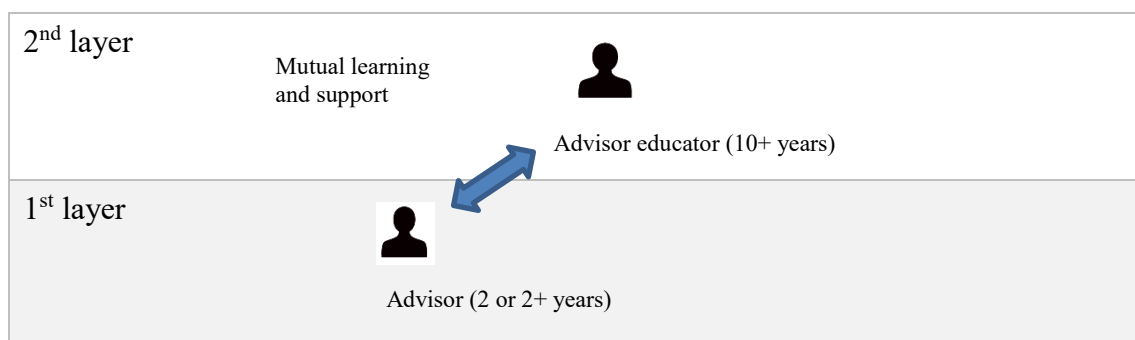 2nd layer
Mutual learning
and support
Advisor educator (10+ years)
1st layer
Advisor (2 or 2+ years)